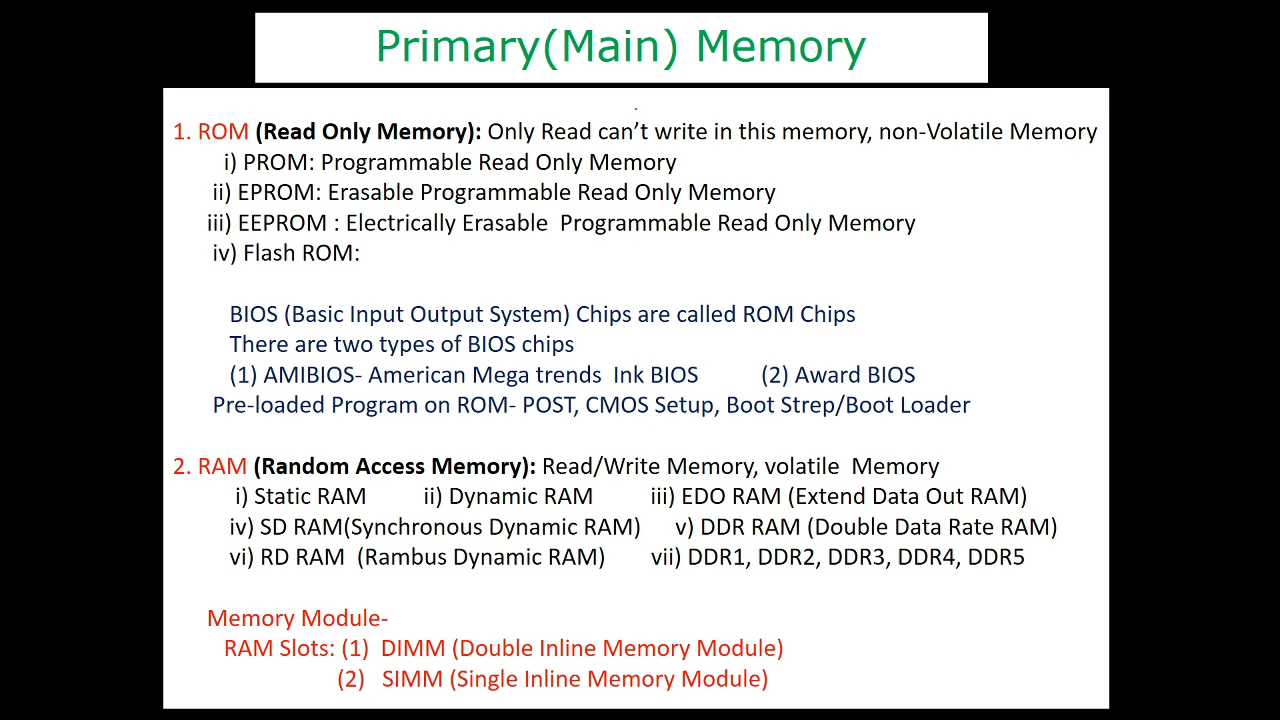 Primary(Main) Memory
1. ROM (Read Only Memory): Only Read can't write in this memory, non-Volatile Memory
i) PROM: Programmable Read Only Memory
ii) EPROM: Erasable Programmable Read Only Memory
iii) EEPROM : Electrically Erasable  Programmable Read Only Memory
iv) Flash ROM:
BIOS (Basic Input Output System) Chips are called ROM Chips
There are two types of BIOS chips
(1) AMIBIOS- American Mega trends  Ink BIOS (2) Award BIOS
Pre-loaded Program on ROM- POST, CMOS Setup, Boot Strep/Boot Loader
2. RAM (Random Access Memory): Read/Write Memory, volatile  Memory
i) Static RAM ii) Dynamic RAM iii) EDO RAM (Extend Data Out RAM)
iv) SD RAM(Synchronous Dynamic RAM) v) DDR RAM (Double Data Rate RAM)
vi) RD RAM  (Rambus Dynamic RAM) vii) DDR1, DDR2, DDR3, DDR4, DDR5
Memory Module-
RAM Slots: (1)  DIMM (Double Inline Memory Module)
(2)   SIMM (Single Inline Memory Module)